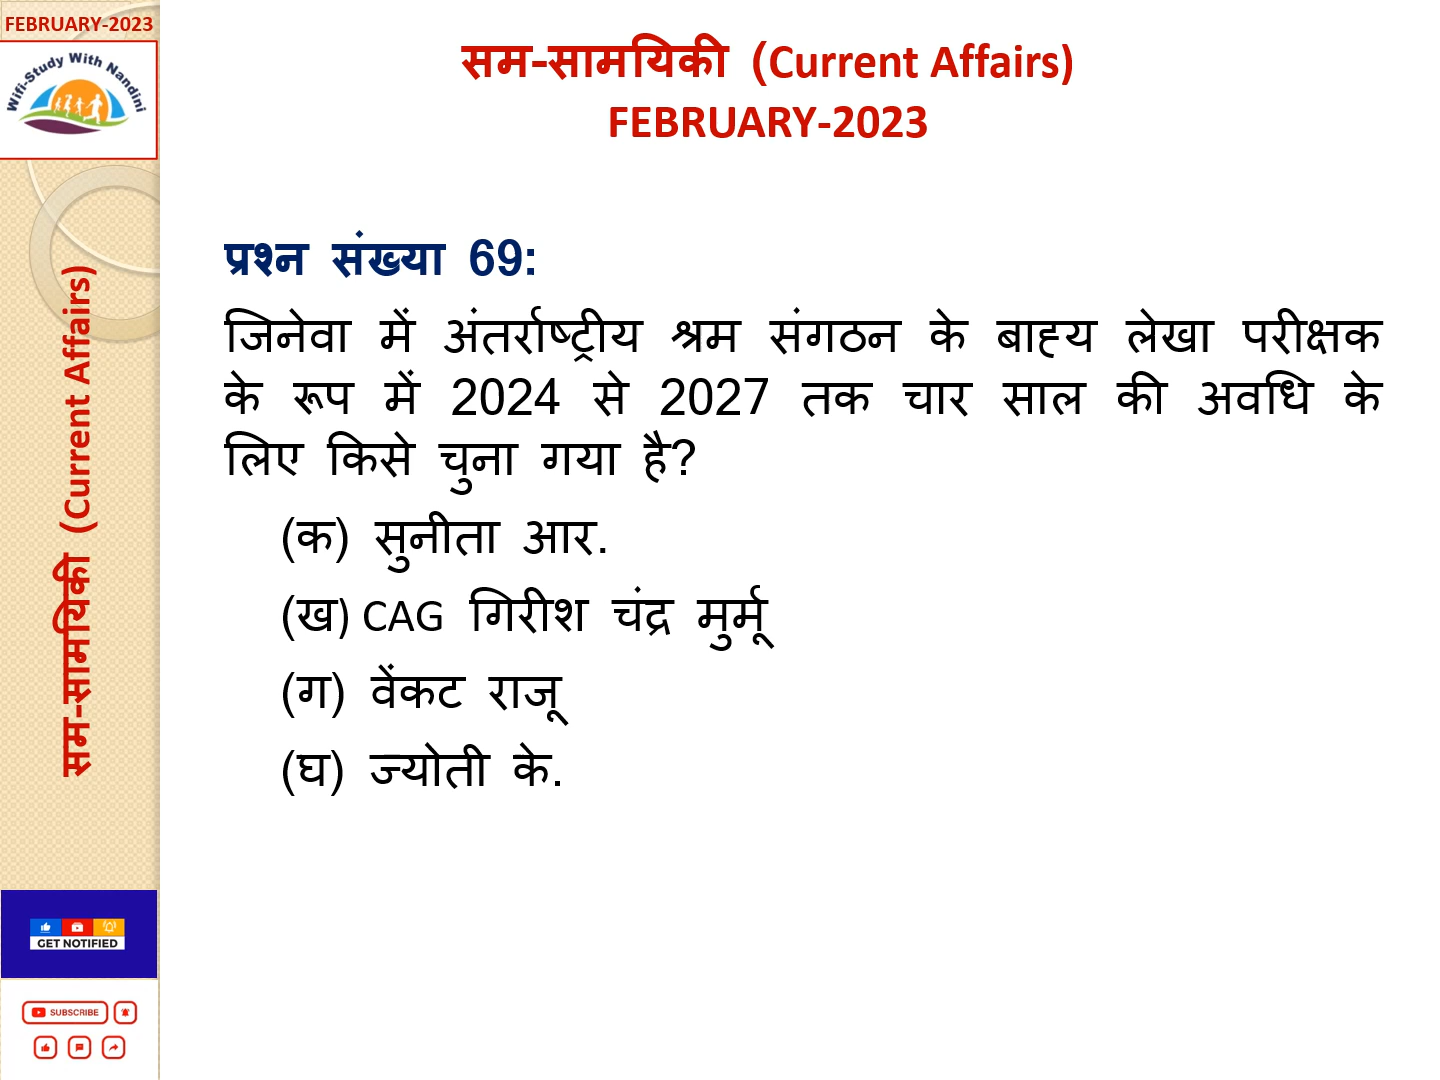 FEBRUARY-2023
Wifi-Study With Nandini
सम-सामयिकी (Current Affairs)
GET NOTIFIED
SUBSCRIBE
सम-सामयिकी (Current Affairs)
FEBRUARY-2023
प्रश्न संख्या 69:
जिनेवा में अंतर्राष्ट्रीय श्रम संगठन के बाह्य लेखा परीक्षक
के रूप में 2024 से 2027 तक चार साल की अवधि के
लिए किसे चुना गया है?
(क) सुनीता आर.
(ख) CAG गिरीश चंद्र मुर्मू
(ग) वेंकट राजू
(घ) ज्योती के.